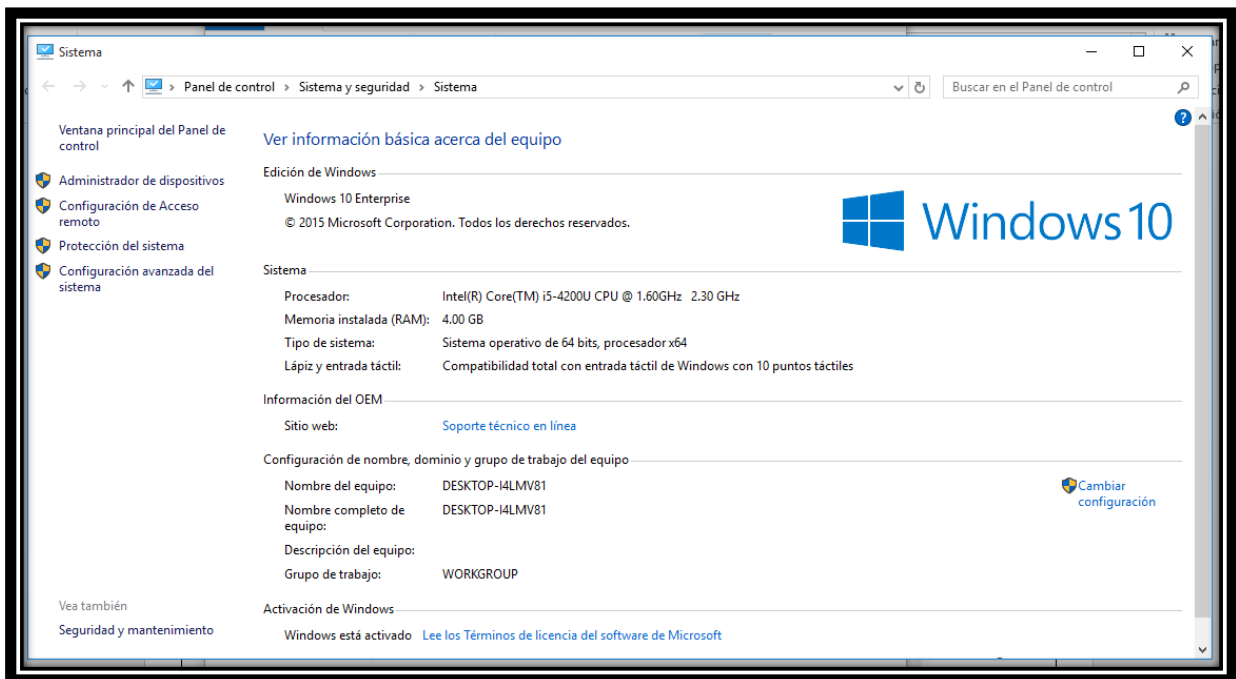 Sistema
Panel de control > Sistema y seguridad > Sistema
Buscar en el Panel de control
Ventana principal del Panel de
control
Administrador de dispositivos
Configuración de Acceso
remoto
Protección del sistema
Configuración avanzada del
sistema
Vea también
Seguridad y mantenimiento
Ver información básica acerca del equipo
Edición de Windows
Windows 10 Enterprise
© 2015 Microsoft Corporation. Todos los derechos reservados.
Windows 10
Sistema
Procesador: Intel(R) Core(TM) i5-4200U CPU @ 1.60GHz 2.30 GHz
Memoria instalada (RAM): 4.00 GB
Tipo de sistema: Sistema operativo de 64 bits, procesador x64
Lápiz y entrada táctil: Compatibilidad total con entrada táctil de Windows con 10 puntos táctiles
Información del OEM
Sitio web: Soporte técnico en línea
Configuración de nombre, dominio y grupo de trabajo del equipo
Nombre del equipo: DESKTOP-I4LMV81
Nombre completo de DESKTOP-I4LMV81
equipo:
Descripción del equipo:
Grupo de trabajo: WORKGROUP
Cambiar
configuración
Activación de Windows
Windows está activado Lee los Términos de licencia del software de Microsoft